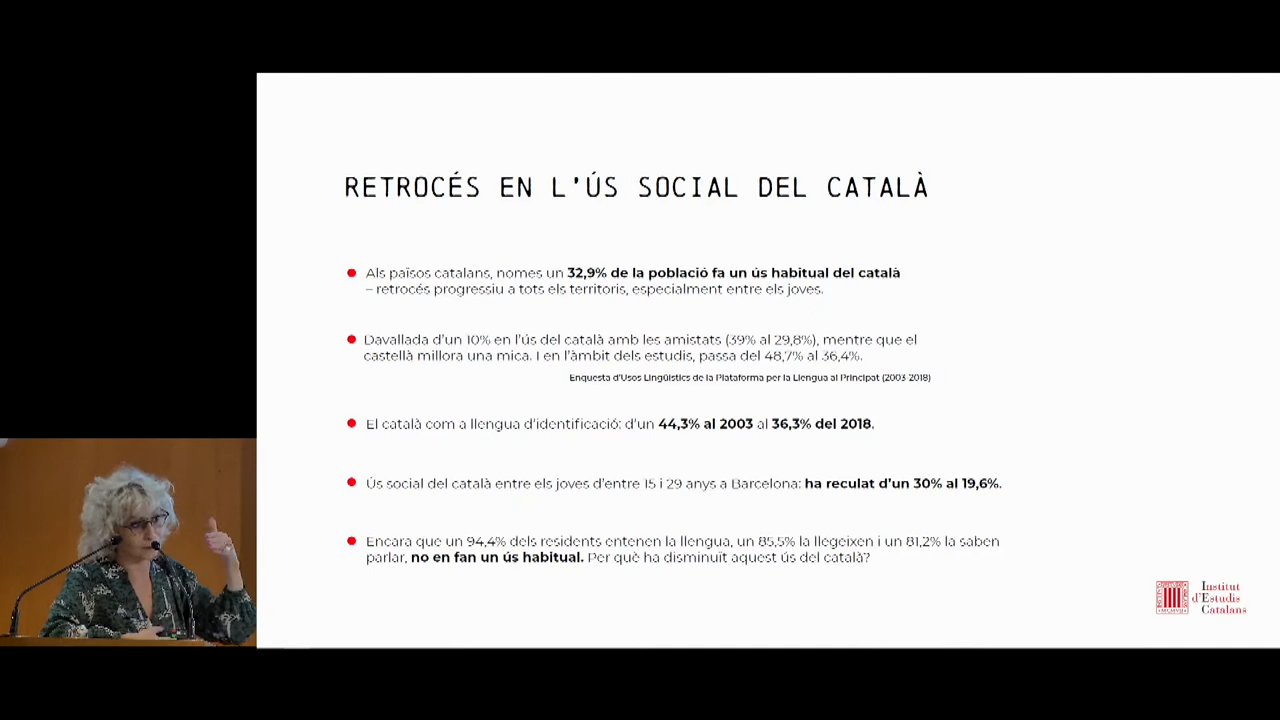 RETROCÉS EN L'ÚS SOCIAL DEL CATALÀ
Als països catalans, nomes un 32,9% de la població fa un ús habitual del català
– retrocés progressiu a tots els territoris, especialment entre els joves.
Davallada d'un 10% en l'ús del català amb les amistats (39% al 29,8%), mentre que el
castellà millora una mica. I en l'àmbit dels estudis, passa del 48,7% al 36,4%.
Enquesta d'Usos Lingüístics de la Plataforma per la Llengua al Principat (2003-2018)
El català com a llengua d'identificació: d'un 44,3% al 2003 al 36,3% del 2018.
Ús social del català entre els joves d'entre 15 i 29 anys a Barcelona: ha reculat d'un 30% al 19,6%.
Encara que un 94,4% dels residents entenen la llengua, un 85,5% la llegeixen i un 81,2% la saben
parlar, no en fan un ús habitual. Per què ha disminuït aquest ús del català?
Institut
d'Estudis
Catalans